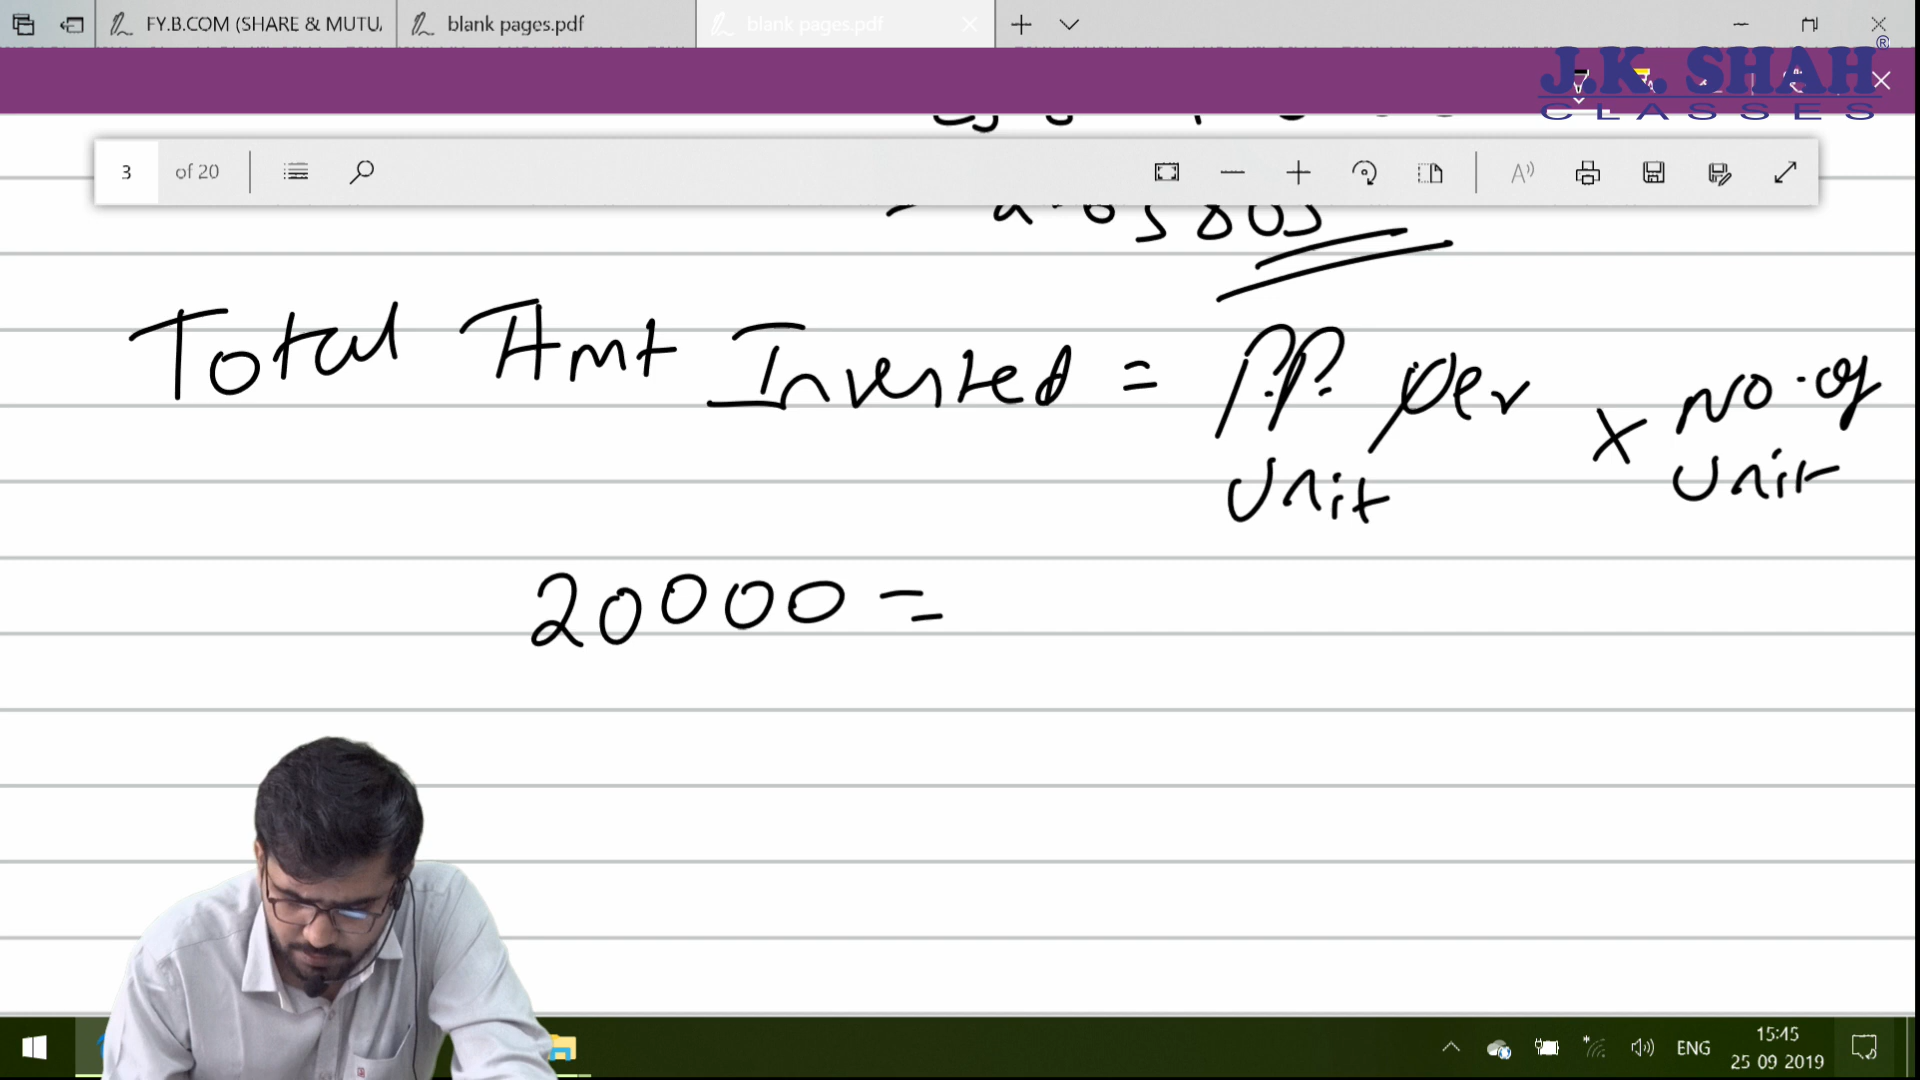 FY.B.COM (SHARE & MUTU
blank pages.pdf
blank pages.pdf
J.K. SHAH®
CLASSES
3 of 20
Total Amt Invested = P.P. per × No. of
unit unit
20000 =
ENG
15:45
25 09 2019